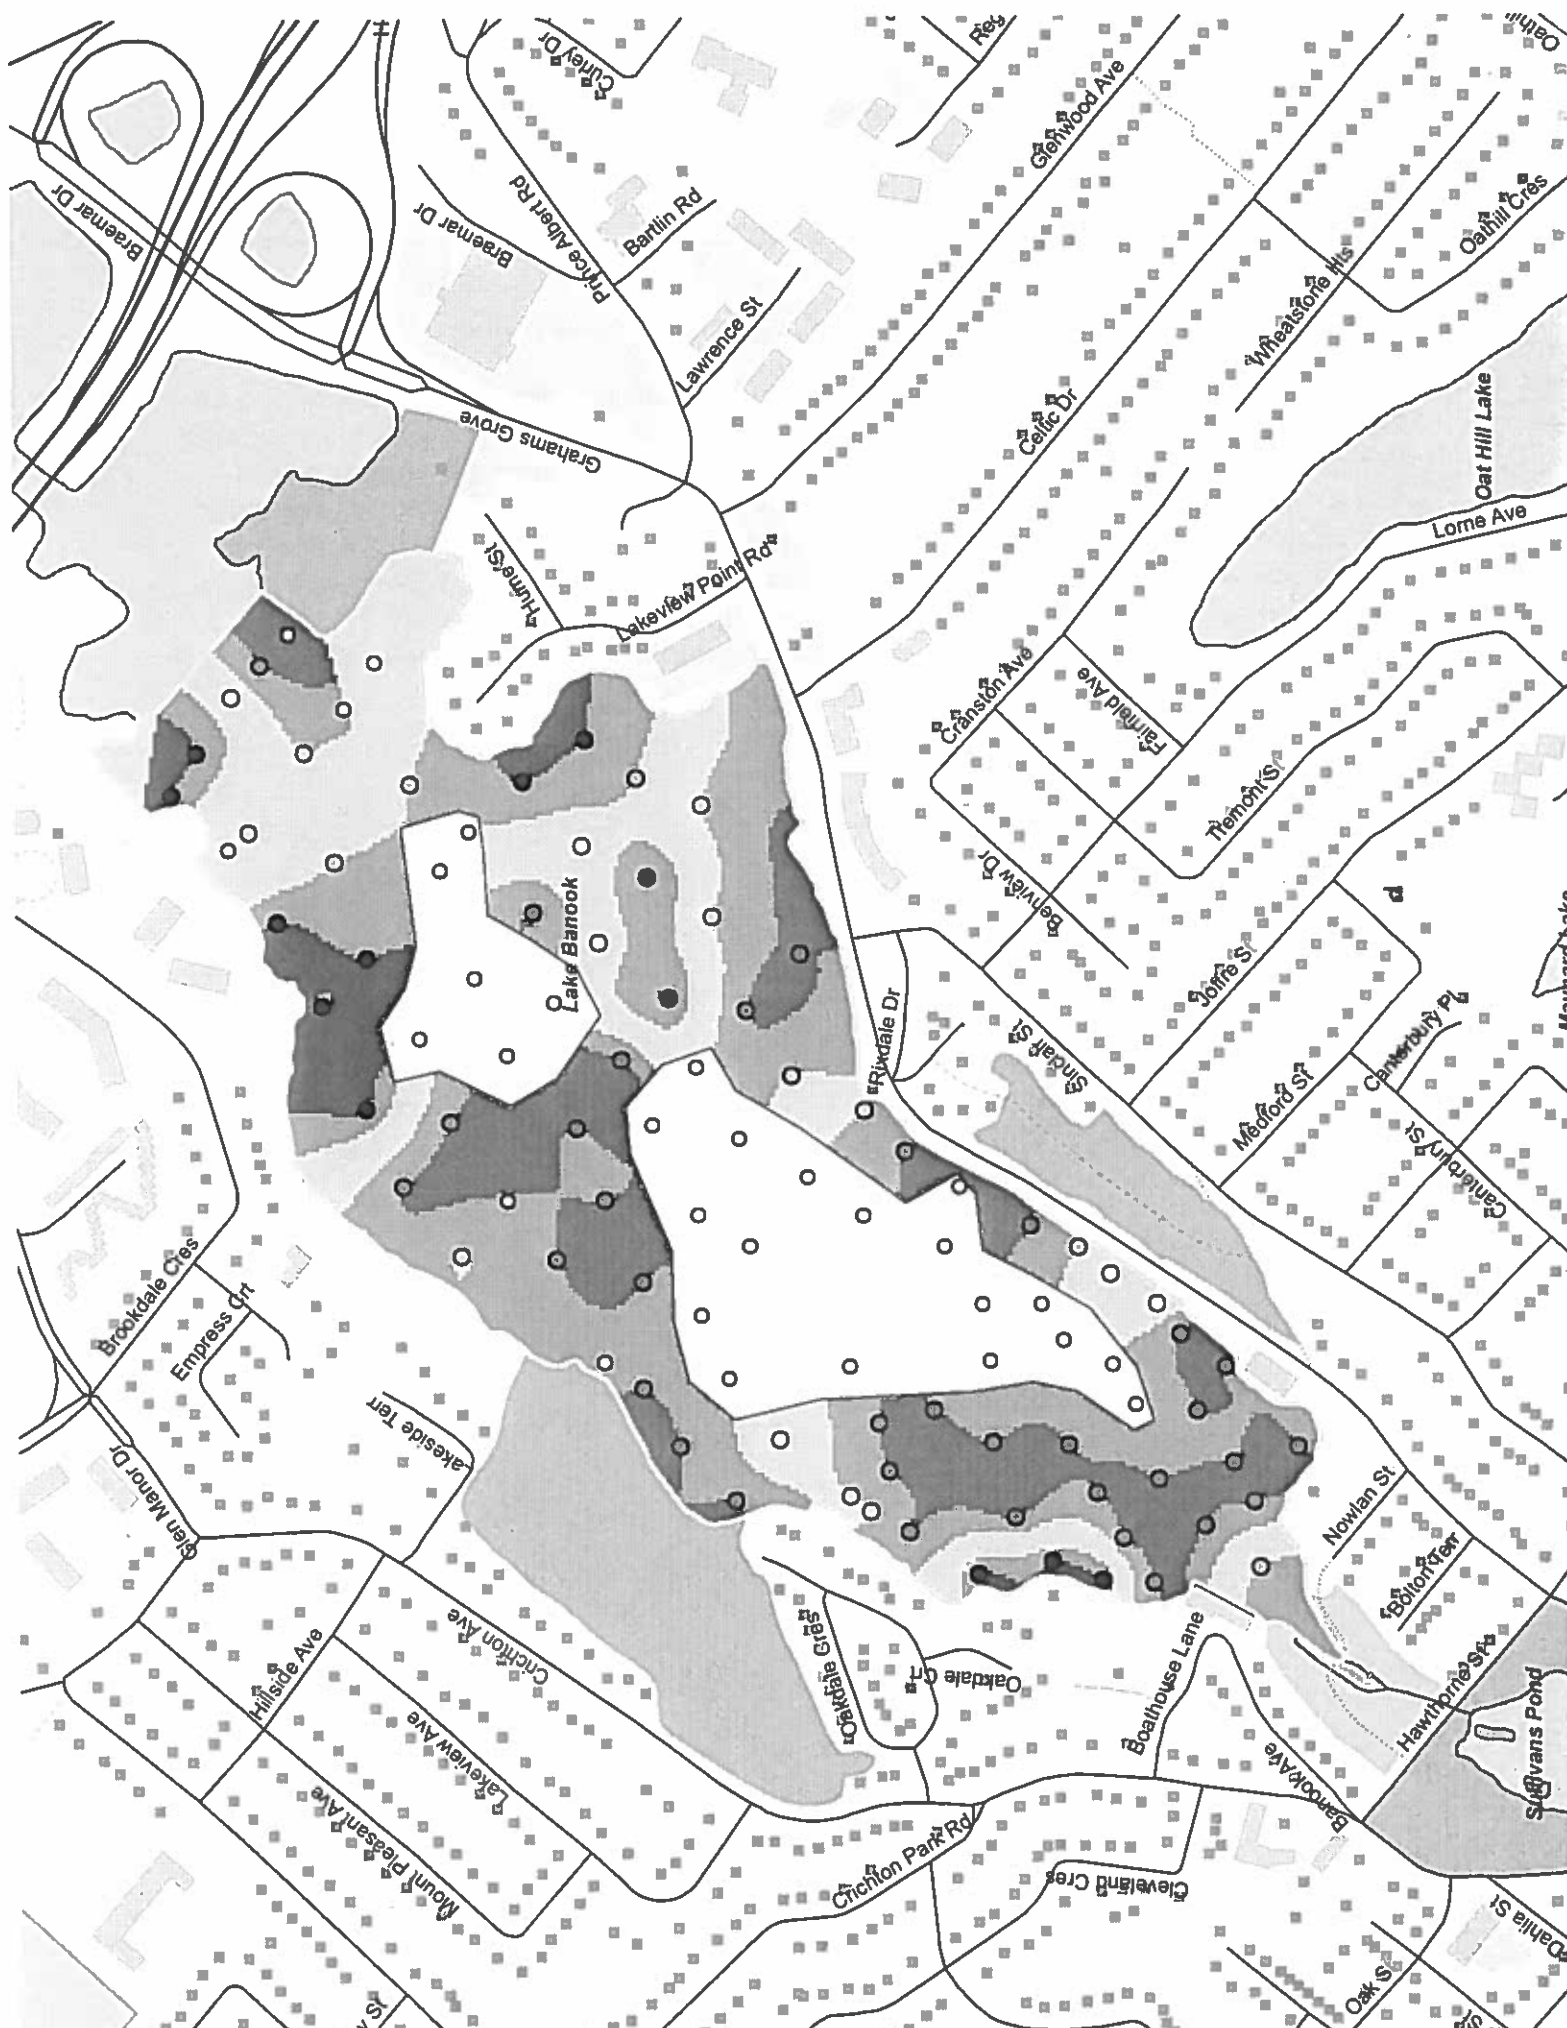 Curley Dr
Reg
Oathill
Glenwood Ave
Braemar Dr
Prince Albert Rd
Braemar Dr
Bartlin Rd
Oathill Cres
Wheatstone Hts
Lawrence St
Celtic Dr
Grahams Grove
Oat Hill Lake
Lorne Ave
Hume St
Lakeview Point Rd
Cranston Ave
Fairfield Ave
Tremont St
Benview Dr
Lake Banook
Joffre St
Maynard Lake
Rixdale Dr
Sinclair St
Canterbury Pl
Medford St
Canterbury St
Brookdale Cres
Empress Crt
Lakeside Terr
Glen Manor Dr
Nowlan St
Bolton Terr
Crichton Ave
Hillside Ave
Oakdale Cres
Oakdale Crt
Boathouse Lane
Hawthorne St
Sullivans Pond
Lakeview Ave
Mount Pleasant Ave
Banook Ave
Crichton Park Rd
Cleveland Cres
Dahlia St
Oak S
y St
St